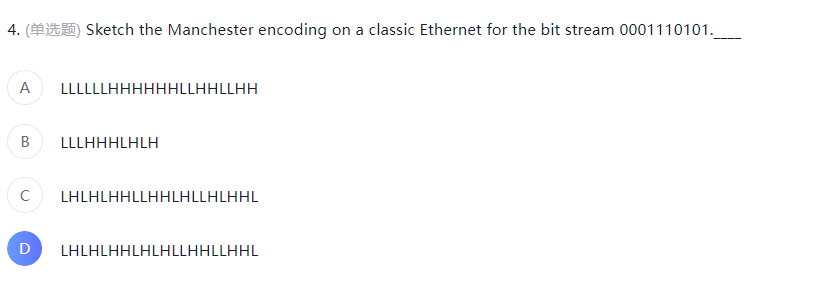 4. (单选题) Sketch the Manchester encoding on a classic Ethernet for the bit stream 0001110101.____
A LLLLLLHHHHHHLLHHLLHH
B LLLHHHLHLH
C LHLHLHHLLHHLHLLHLHHL
D LHLHLHHLHLHLLHHLLHHL